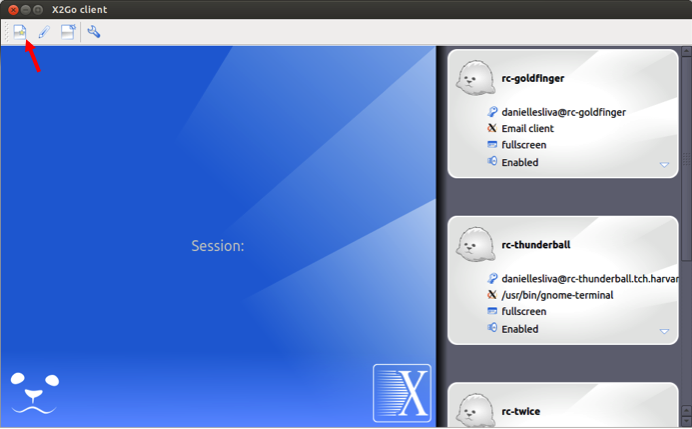 X2Go client
Session:
rc-goldfinger
daniellesliva@rc-goldfinger
Email client
fullscreen
Enabled
rc-thunderball
daniellesliva@rc-thunderball.tch.harvar
/usr/bin/gnome-terminal
fullscreen
Enabled
rc-twice
X